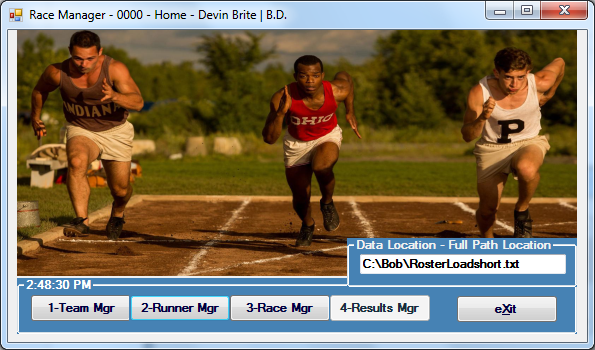 Race Manager - 0000 - Home - Devin Brite | B.D.
INDIANA
OHIO
P
Data Location - Full Path Location
C:\Bob\RosterLoadshort.txt
2:48:30 PM
1-Team Mgr
2-Runner Mgr
3-Race Mgr
4-Results Mgr
eXit